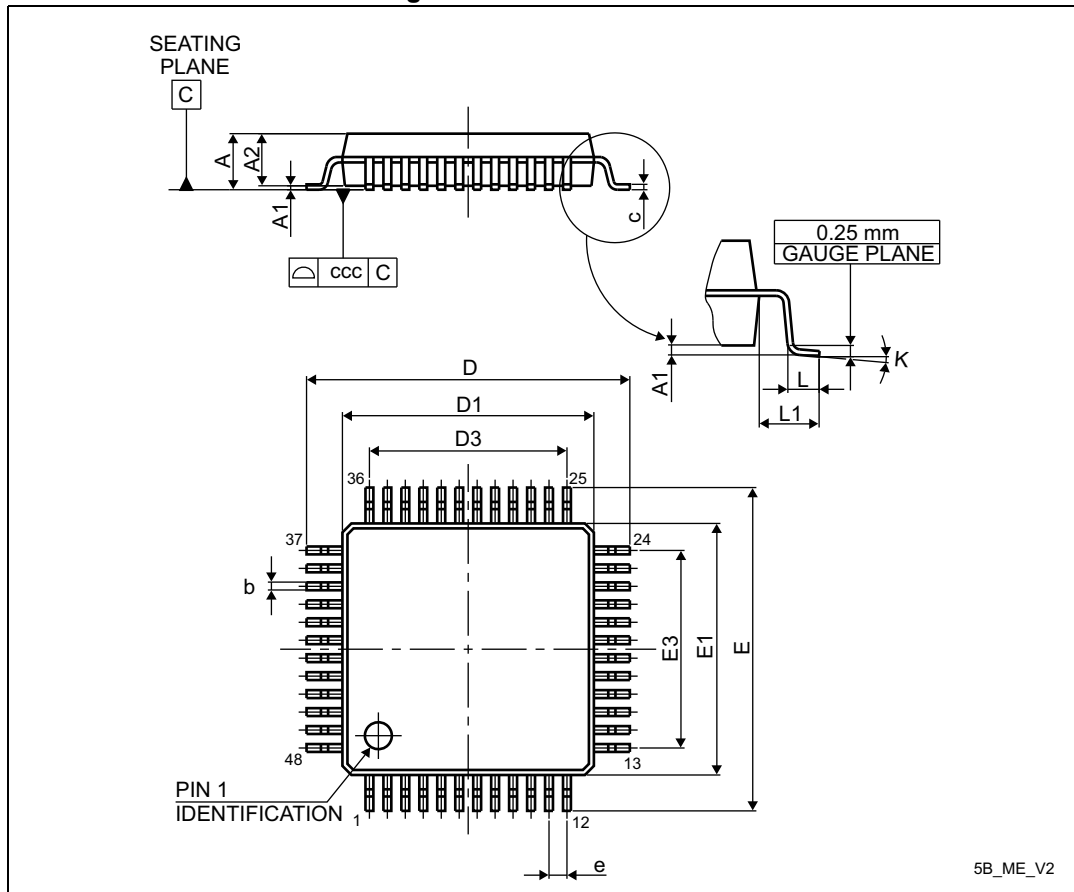 SEATING
PLANE
C
A
A2
A1
c
ccc C
0.25 mm
GAUGE PLANE
A1
K
L
L1
D
D1
D3
36
25
37
24
b
E3
E1
E
48
13
PIN 1
IDENTIFICATION
1
12
e
5B_ME_V2